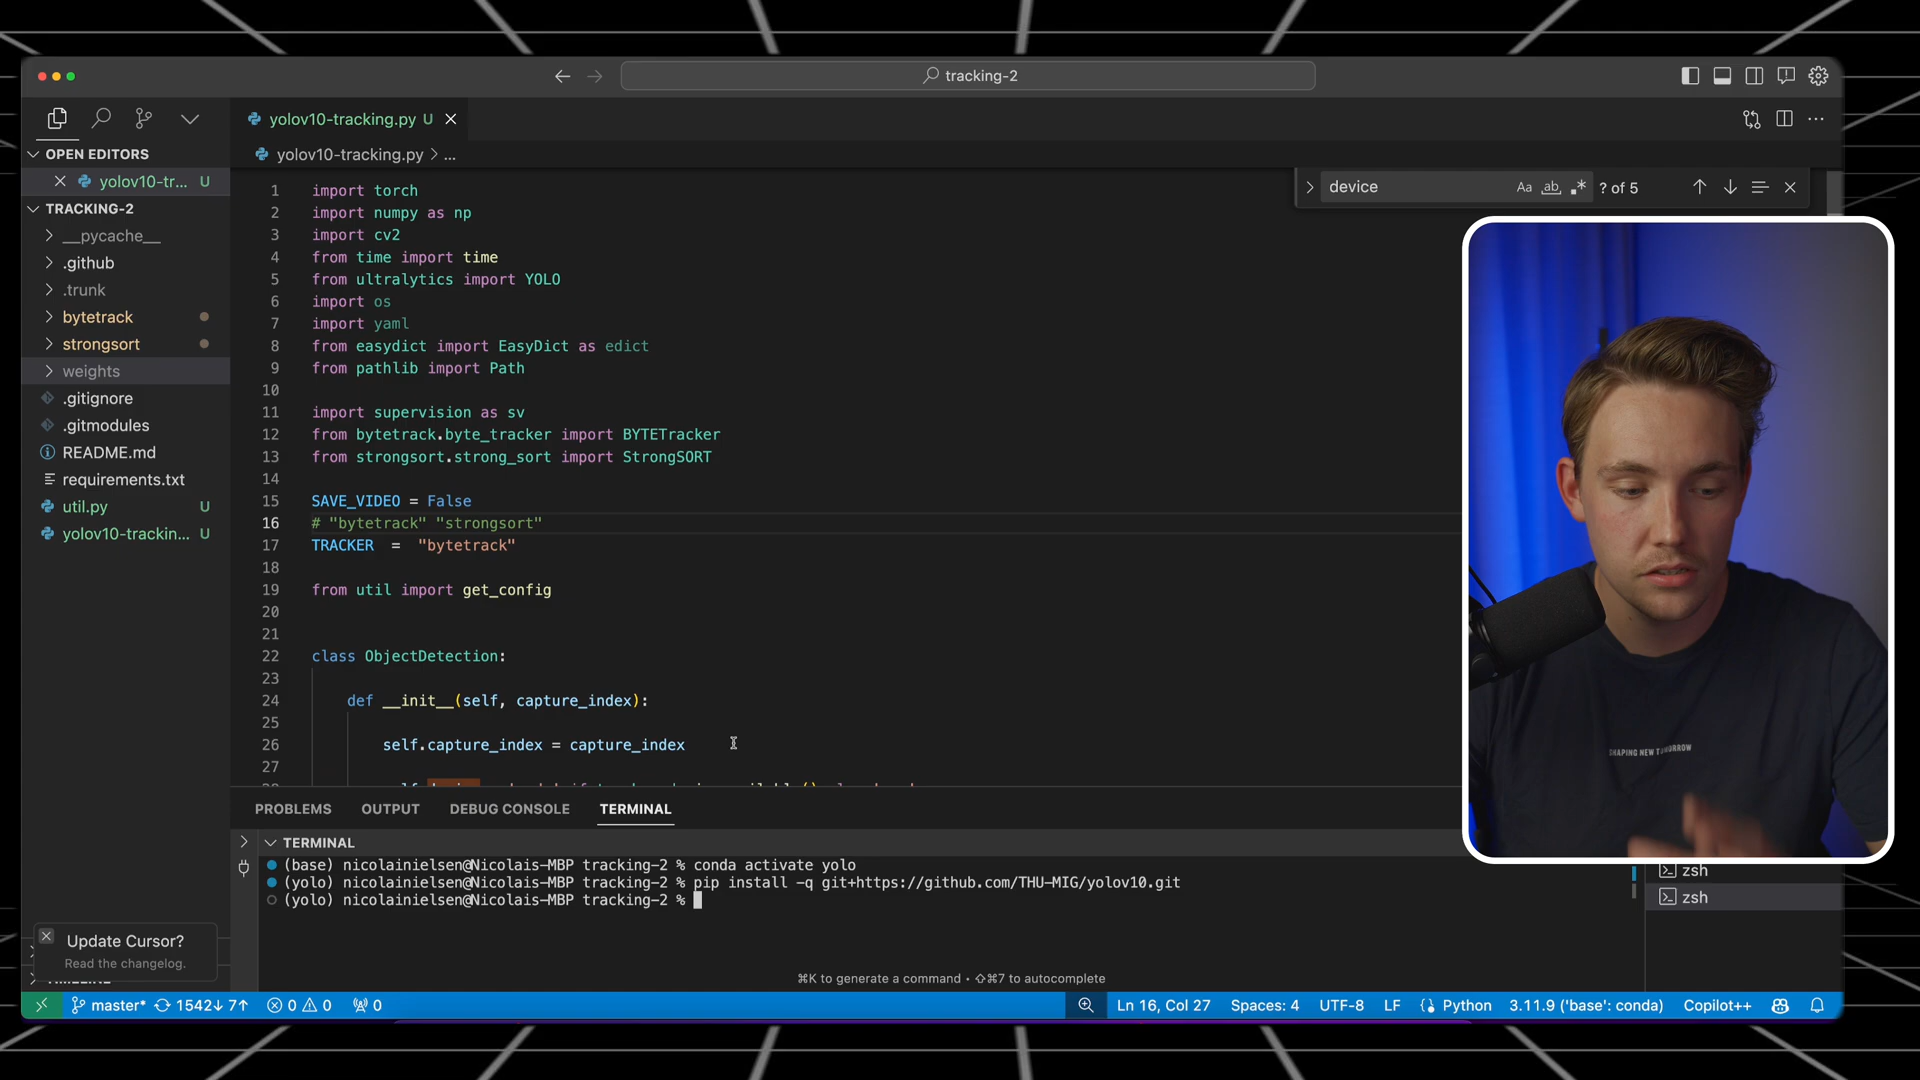 tracking-2
yolov10-tracking.py U
OPEN EDITORS
yolov10-tr... U
TRACKING-2
__pycache__
.github
.trunk
bytetrack
strongsort
weights
.gitignore
.gitmodules
README.md
requirements.txt
util.py U
yolov10-trackin... U
Update Cursor?
Read the changelog.
yolov10-tracking.py > ...
device
Aa ab ? of 5
1 import torch
2 import numpy as np
3 import cv2
4 from time import time
5 from ultralytics import YOLO
6 import os
7 import yaml
8 from easydict import EasyDict as edict
9 from pathlib import Path
10
11 import supervision as sv
12 from bytetrack.byte_tracker import BYTETracker
13 from strongsort.strong_sort import StrongSORT
14
15 SAVE_VIDEO = False
16 # "bytetrack" "strongsort"
17 TRACKER = "bytetrack"
18
19 from util import get_config
20
21
22 class ObjectDetection:
23
24 def __init__(self, capture_index):
25
26 self.capture_index = capture_index
27
SHAPING NEW TOMORROW
PROBLEMS OUTPUT DEBUG CONSOLE TERMINAL
TERMINAL
(base) nicolainielsen@Nicolais-MBP tracking-2 % conda activate yolo
(yolo) nicolainielsen@Nicolais-MBP tracking-2 % pip install -q git+https://github.com/THU-MIG/yolov10.git
(yolo) nicolainielsen@Nicolais-MBP tracking-2 %
zsh
zsh
⌘K to generate a command • ⇧⌘7 to autocomplete
master* 1542↓ 7↑ 0 0 0 Ln 16, Col 27 Spaces: 4 UTF-8 LF Python 3.11.9 ('base': conda) Copilot++